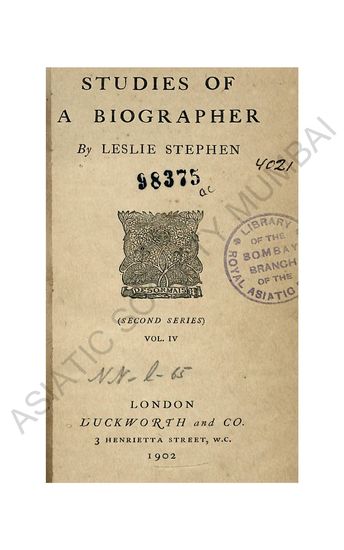 STUDIES OF
A BIOGRAPHER
By LESLIE STEPHEN
4021
98375
ac
LIBRARY
OF THE
BOMBAY
BRANCH
OF THE
ROYAL ASIATIC
DESORMAIS
(SECOND SERIES)
VOL. IV
LONDON
DUCKWORTH and CO.
3 HENRIETTA STREET, W.C.
1902
ASIATIC SOCIETY MUMBAI